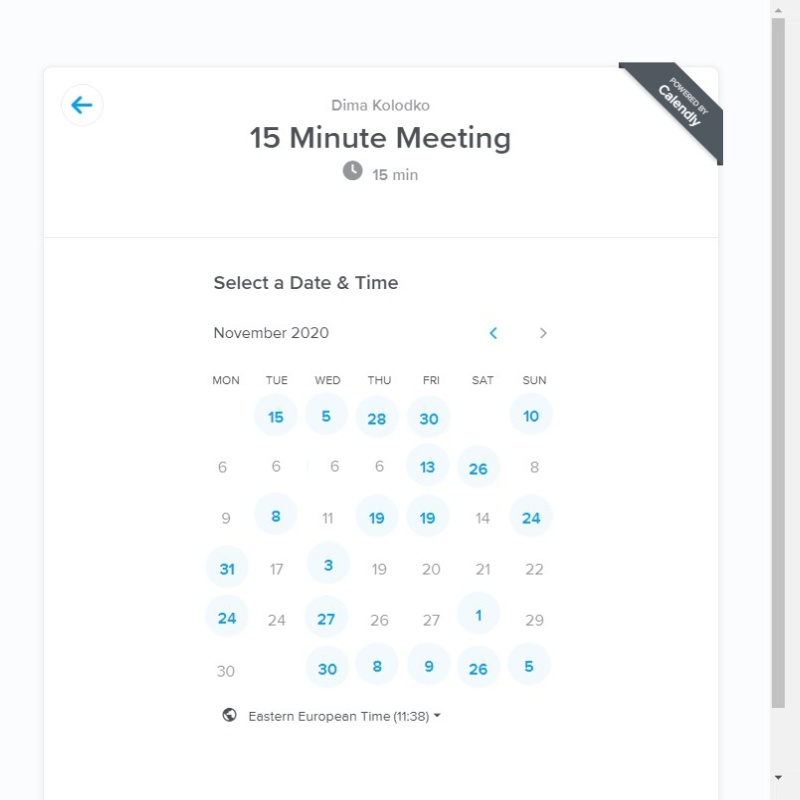 POWERED BY
Calendly
Dima Kolodko
15 Minute Meeting
15 min
Select a Date & Time
November 2020
MON TUE WED THU FRI SAT SUN
15 5 28 30 10
6 6 6 6 13 26 8
9 8 11 19 19 14 24
31 17 3 19 20 21 22
24 24 27 26 27 1 29
30 30 8 9 26 5
Eastern European Time (11:38)